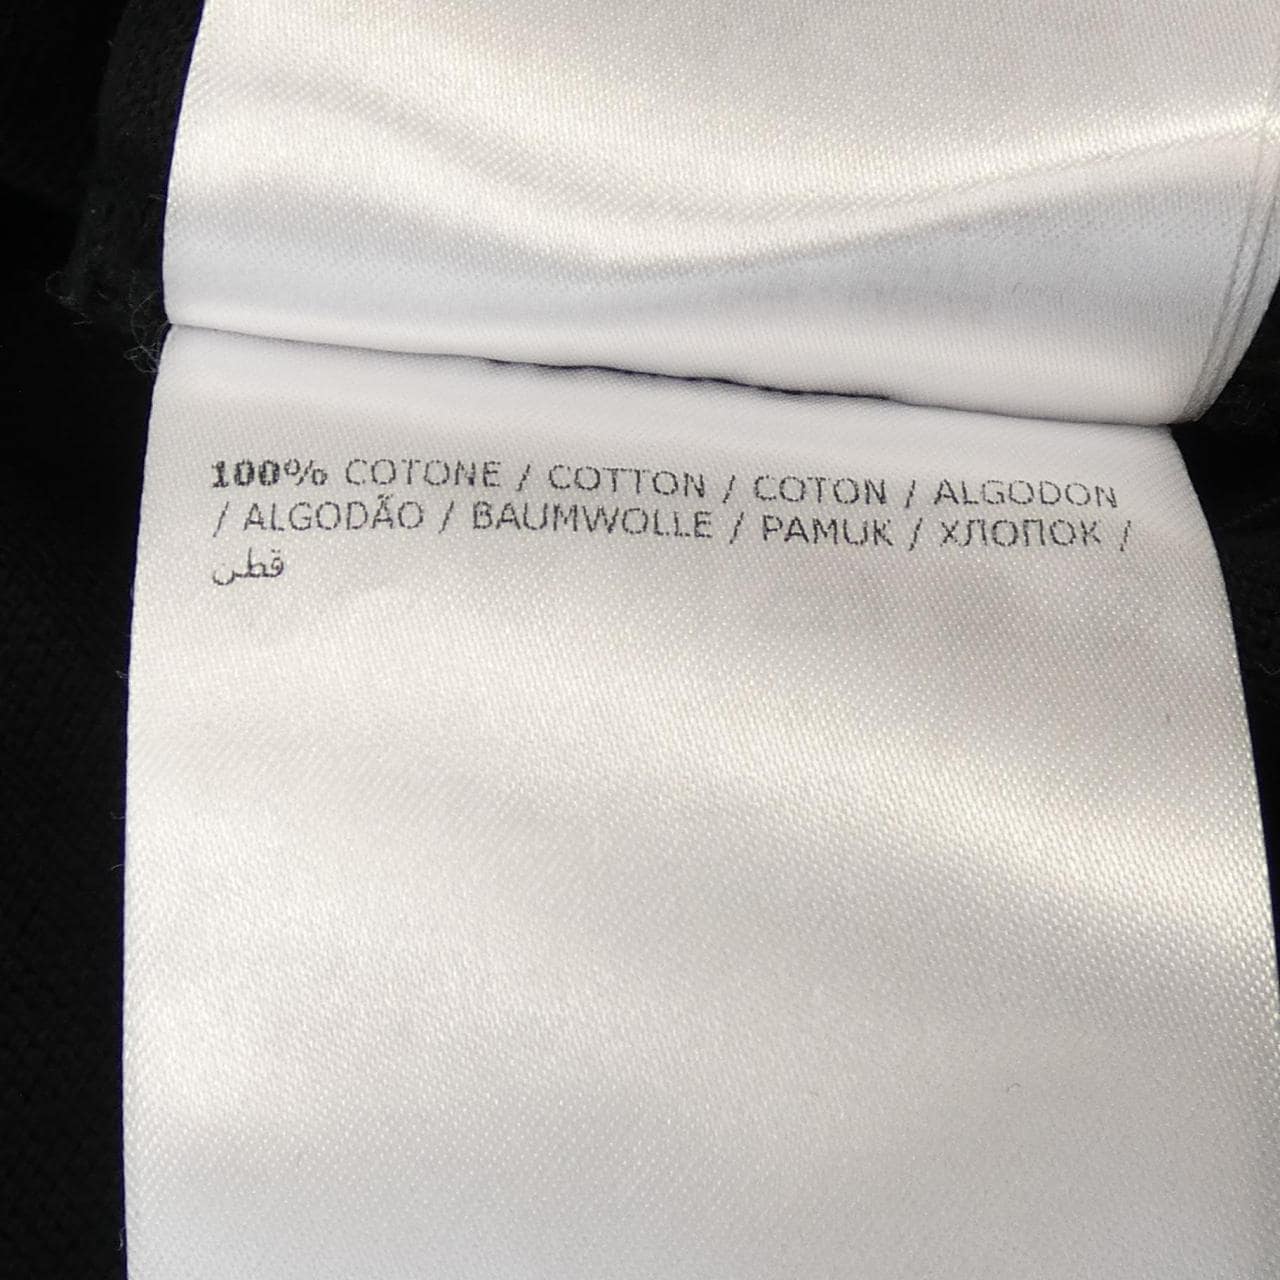 100% COTONE / COTTON / COTON / ALGODON
/ ALGODÃO / BAUMWOLLE / PAMUK / ХЛОПОК /
قطن